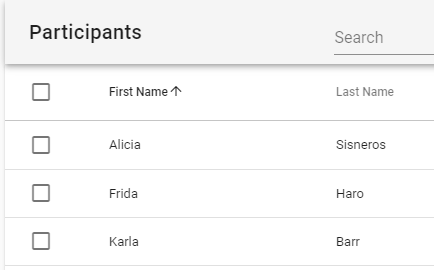 Participants Search
First Name Last Name
Alicia Sisneros
Frida Haro
Karla Barr